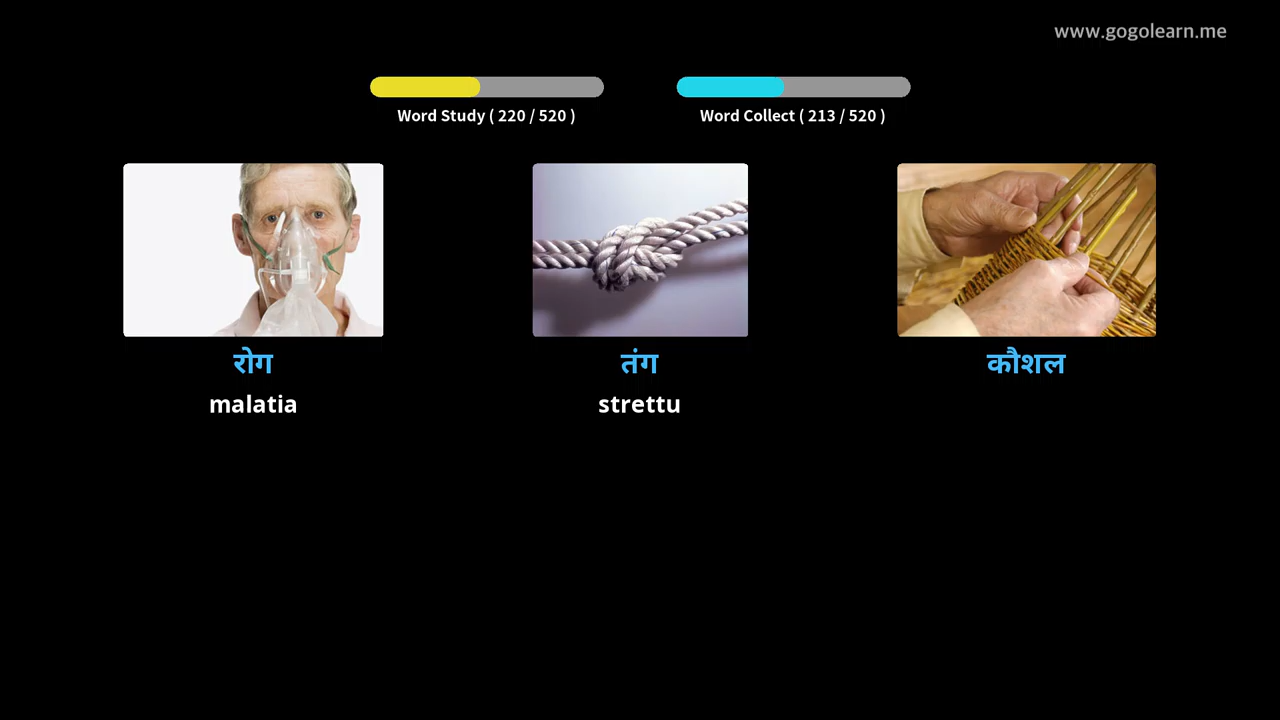 www.gogolearn.me
Word Study ( 220 / 520 )
Word Collect ( 213 / 520 )
रोग
तंग
कौशल
malatia
strettu